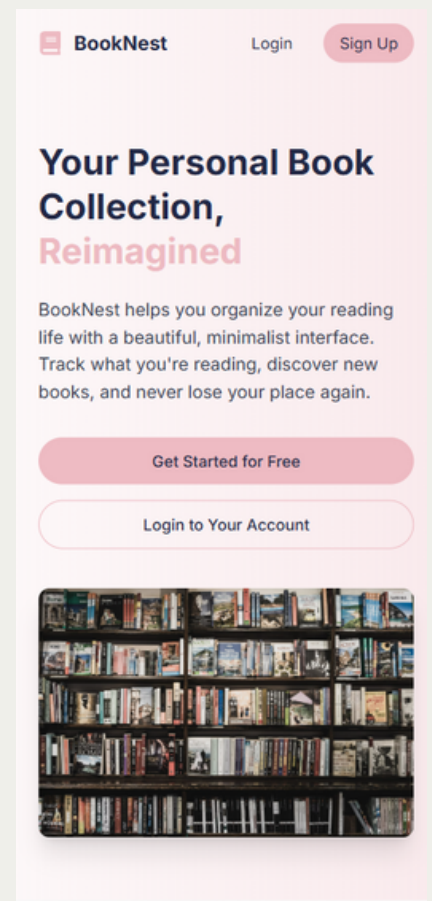 BookNest
Login
Sign Up
Your Personal Book
Collection,
Reimagined
BookNest helps you organize your reading
life with a beautiful, minimalist interface.
Track what you're reading, discover new
books, and never lose your place again.
Get Started for Free
Login to Your Account